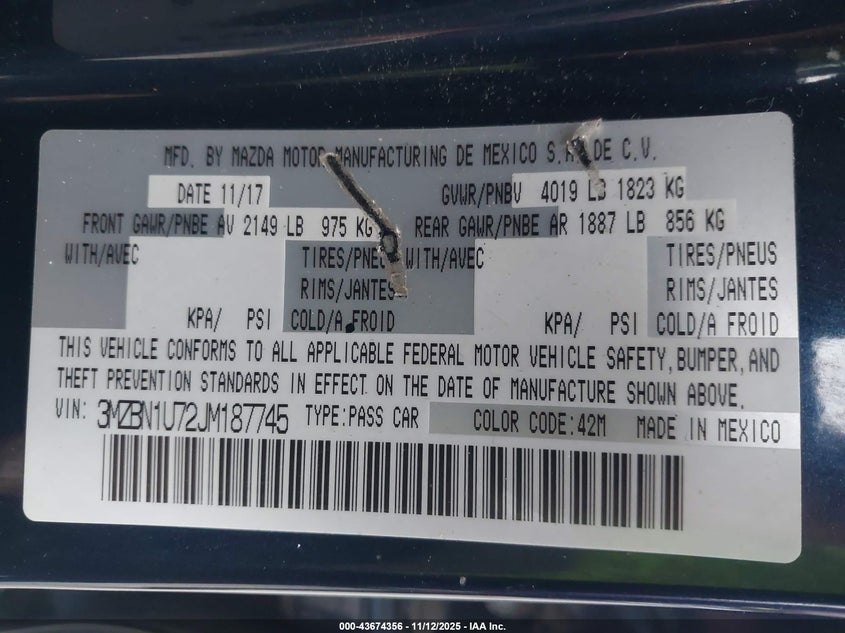 MFD. BY MAZDA MOTOR MANUFACTURING DE MEXICO S.A. DE C.V.
DATE 11/17 GVWR/PNBV 4019 LB 1823 KG
FRONT GAWR/PNBE AV 2149 LB 975 KG REAR GAWR/PNBE AR 1887 LB 856 KG
WITH/AVEC TIRES/PNEUS WITH/AVEC TIRES/PNEUS
RIMS/JANTES RIMS/JANTES
KPA/ PSI COLD/A FROID KPA/ PSI COLD/A FROID
THIS VEHICLE CONFORMS TO ALL APPLICABLE FEDERAL MOTOR VEHICLE SAFETY, BUMPER, AND
THEFT PREVENTION STANDARDS IN EFFECT ON THE DATE OF MANUFACTURE SHOWN ABOVE.
VIN: 3MZBN1U72JM187745 TYPE:PASS CAR COLOR CODE:42M MADE IN MEXICO
000-43674356 - 11/12/2025 - IAA Inc.